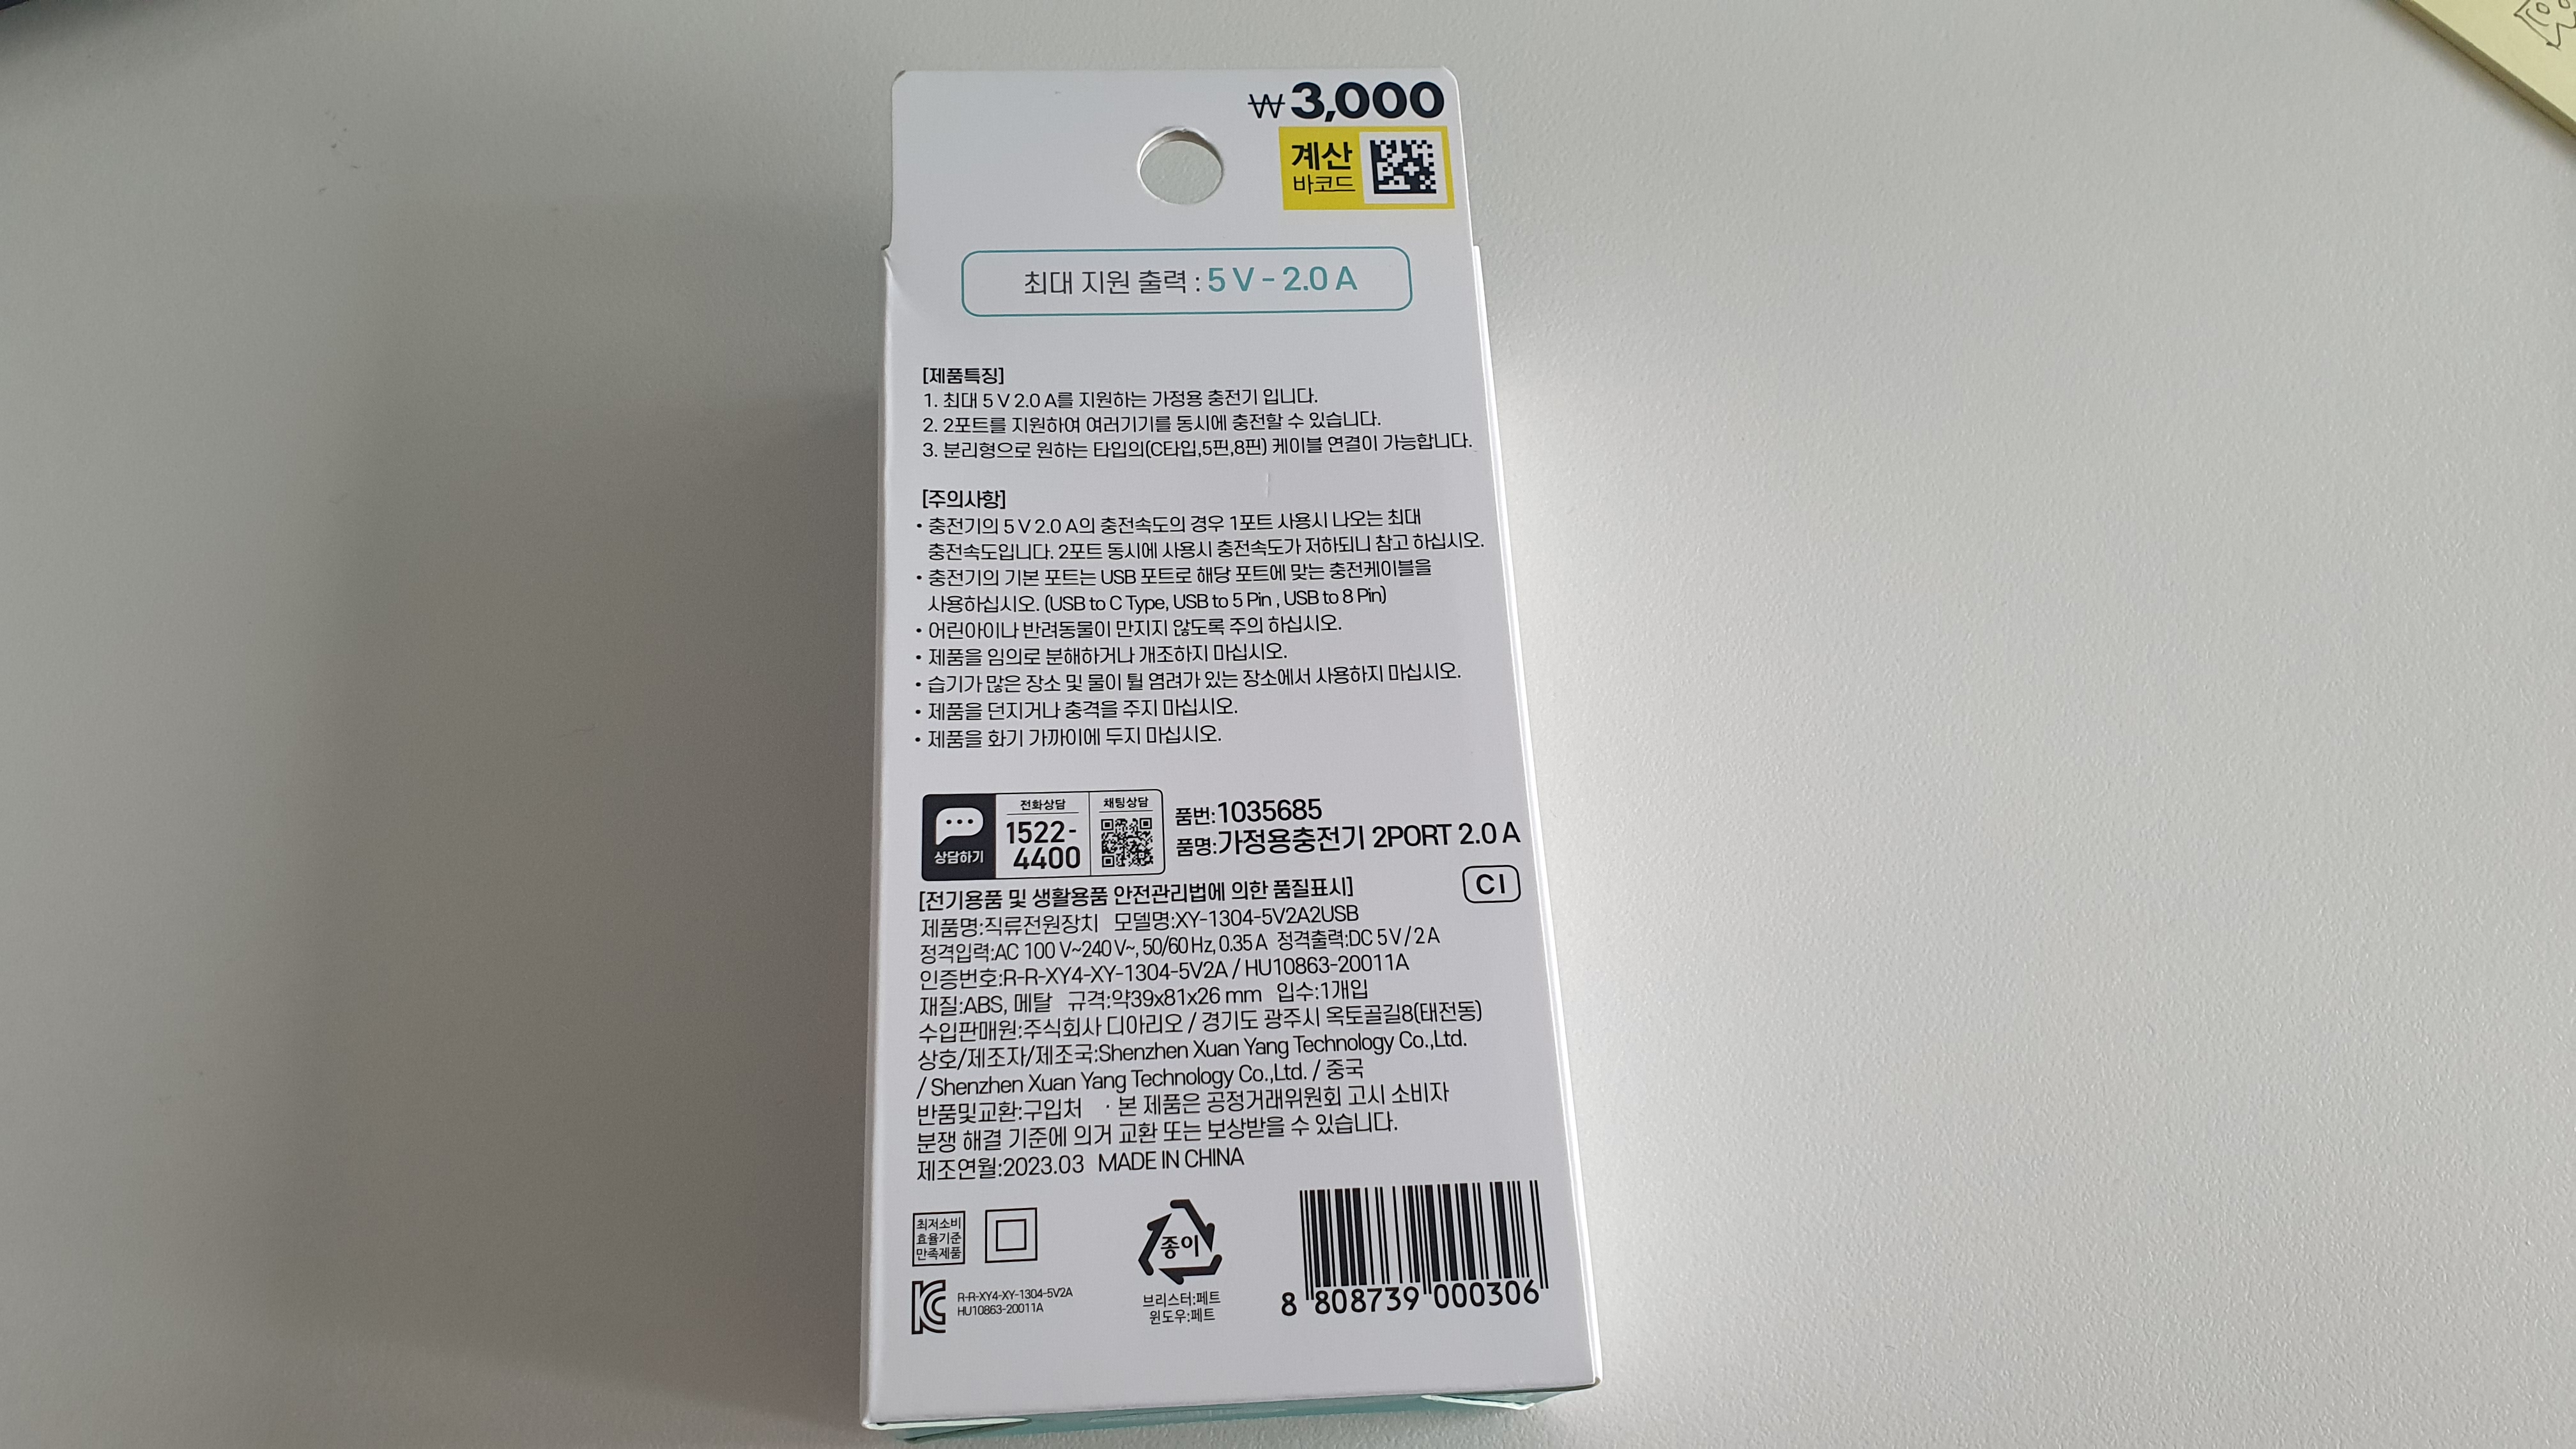 ₩3,000
계산
바코드
최대 지원 출력 : 5 V - 2.0 A
[제품특징]
1. 최대 5 V 2.0 A를 지원하는 가정용 충전기 입니다.
2. 2포트를 지원하여 여러기기를 동시에 충전할 수 있습니다.
3. 분리형으로 원하는 타입의(C타입,5핀,8핀) 케이블 연결이 가능합니다.
[주의사항]
• 충전기의 5 V 2.0 A의 충전속도의 경우 1포트 사용시 나오는 최대
충전속도입니다. 2포트 동시에 사용시 충전속도가 저하되니 참고 하십시오.
• 충전기의 기본 포트는 USB 포트로 해당 포트에 맞는 충전케이블을
사용하십시오. (USB to C Type, USB to 5 Pin , USB to 8 Pin)
• 어린아이나 반려동물이 만지지 않도록 주의 하십시오.
• 제품을 임의로 분해하거나 개조하지 마십시오.
• 습기가 많은 장소 및 물이 튈 염려가 있는 장소에서 사용하지 마십시오.
• 제품을 던지거나 충격을 주지 마십시오.
• 제품을 화기 가까이에 두지 마십시오.
상담하기
전화상담
1522-
4400
채팅상담
품번:1035685
품명:가정용충전기 2PORT 2.0 A
CI
[전기용품 및 생활용품 안전관리법에 의한 품질표시]
제품명:직류전원장치 모델명:XY-1304-5V2A2USB
정격입력:AC 100 V~240 V~, 50/60 Hz, 0.35 A 정격출력:DC 5 V / 2 A
인증번호:R-R-XY4-XY-1304-5V2A / HU10863-20011A
재질:ABS, 메탈 규격:약39x81x26 mm 입수:1개입
수입판매원:주식회사 디아리오 / 경기도 광주시 옥토골길8(태전동)
상호/제조자/제조국:Shenzhen Xuan Yang Technology Co.,Ltd.
/ Shenzhen Xuan Yang Technology Co.,Ltd. / 중국
반품및교환:구입처 · 본 제품은 공정거래위원회 고시 소비자
분쟁 해결 기준에 의거 교환 또는 보상받을 수 있습니다.
제조연월:2023.03 MADE IN CHINA
최저소비
효율기준
만족제품
R-R-XY4-XY-1304-5V2A
HU10863-20011A
종이
브리스터:페트
윈도우:페트
8 808739 000306